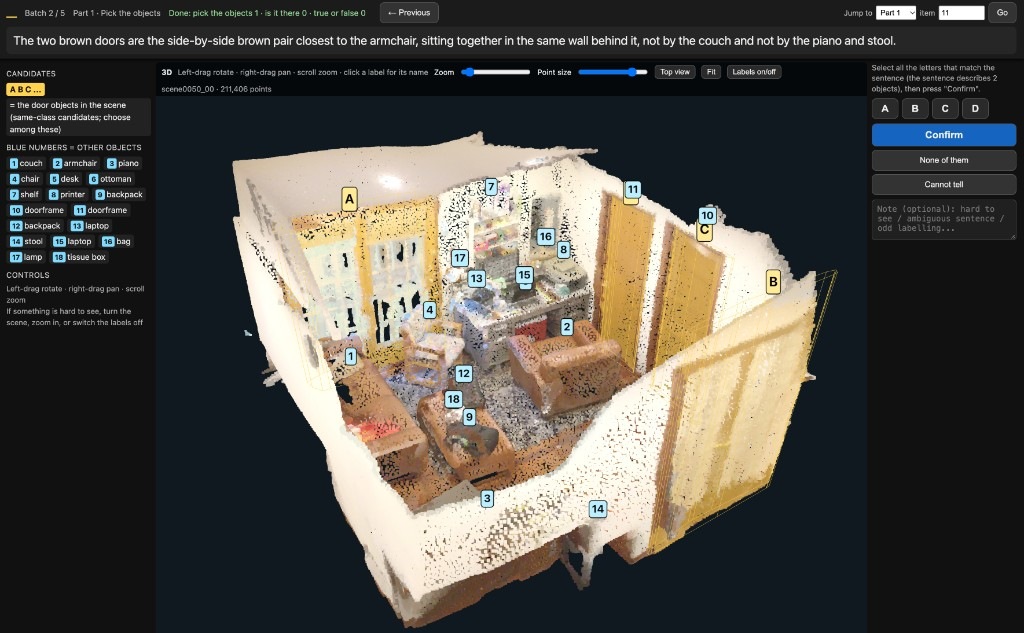 Batch 2 / 5 Part 1 · Pick the objects Done: pick the objects 1 · is it there 0 · true or false 0 ← Previous Jump to Part 1 item 11 Go
The two brown doors are the side-by-side brown pair closest to the armchair, sitting together in the same wall behind it, not by the couch and not by the piano and stool.
CANDIDATES
A B C ...
= the door objects in the scene
(same-class candidates; choose
among these)
BLUE NUMBERS = OTHER OBJECTS
1 couch 2 armchair 3 piano
4 chair 5 desk 6 ottoman
7 shelf 8 printer 9 backpack
10 doorframe 11 doorframe
12 backpack 13 laptop
14 stool 15 laptop 16 bag
17 lamp 18 tissue box
CONTROLS
Left-drag rotate · right-drag pan · scroll
zoom
If something is hard to see, turn the
scene, zoom in, or switch the labels off
3D Left-drag rotate · right-drag pan · scroll zoom · click a label for its name Zoom Point size Top view Fit Labels on/off
scene0050_00 · 211,406 points
A
7
11
10
C
16
8
17
13
15
B
4
2
1
12
18
9
3
14
Select all the letters that match the
sentence (the sentence describes 2
objects), then press "Confirm".
A B C D
Confirm
None of them
Cannot tell
Note (optional): hard to
see / ambiguous sentence /
odd labelling...